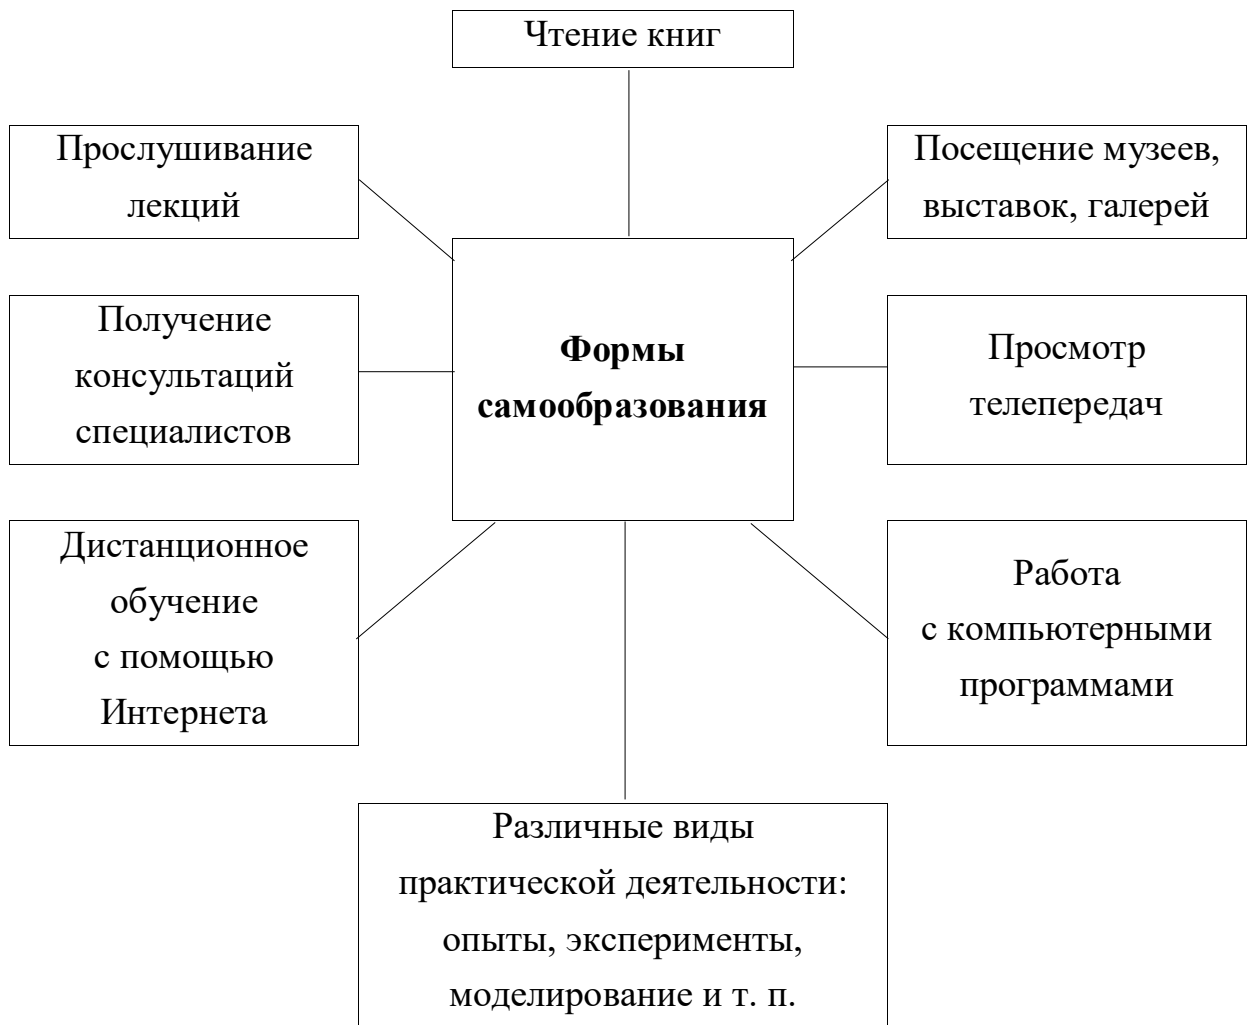 Чтение книг
Прослушивание
лекций
Посещение музеев,
выставок, галерей
Получение
консультаций
специалистов
Формы
самообразования
Просмотр
телепередач
Дистанционное
обучение
с помощью
Интернета
Работа
с компьютерными
программами
Различные виды
практической деятельности:
опыты, эксперименты,
моделирование и т. п.